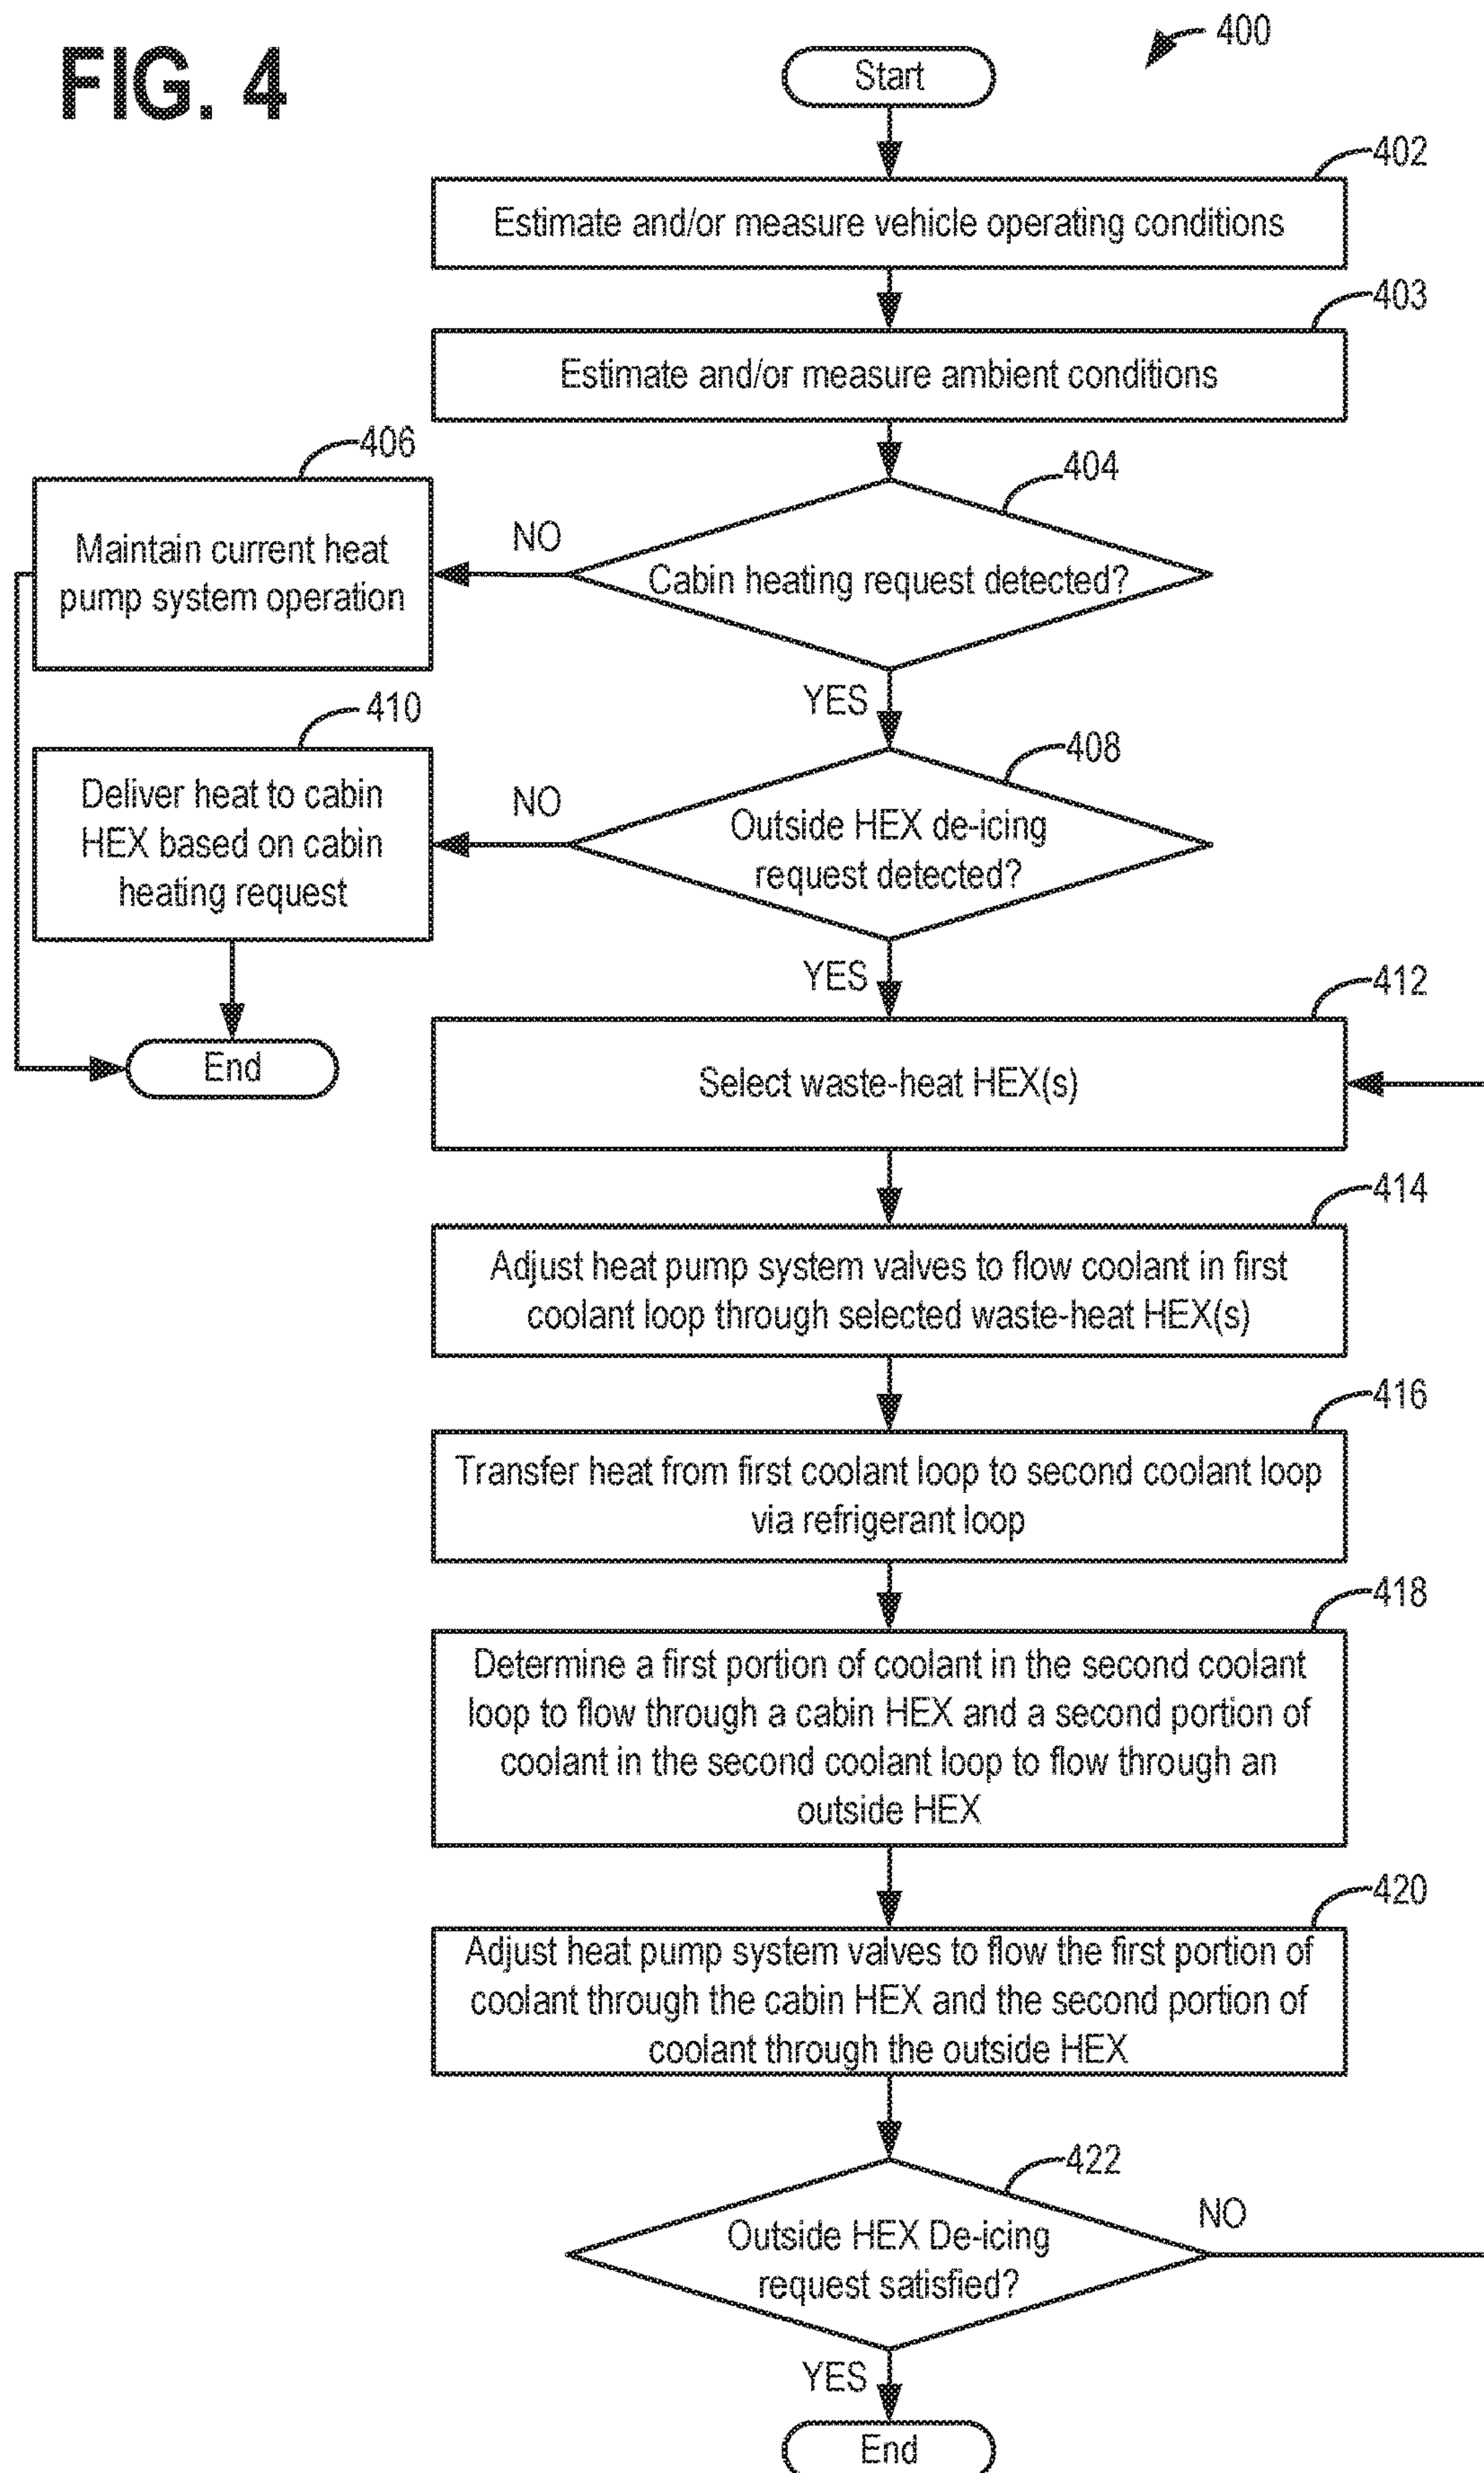 FIG. 4
400
Start
402
Estimate and/or measure vehicle operating conditions
403
Estimate and/or measure ambient conditions
406
Maintain current heat
pump system operation
NO
404
Cabin heating request detected?
YES
410
Deliver heat to cabin
HEX based on cabin
heating request
NO
408
Outside HEX de-icing
request detected?
YES
End
412
Select waste-heat HEX(s)
414
Adjust heat pump system valves to flow coolant in first
coolant loop through selected waste-heat HEX(s)
416
Transfer heat from first coolant loop to second coolant loop
via refrigerant loop
418
Determine a first portion of coolant in the second coolant
loop to flow through a cabin HEX and a second portion of
coolant in the second coolant loop to flow through an
outside HEX
420
Adjust heat pump system valves to flow the first portion of
coolant through the cabin HEX and the second portion of
coolant through the outside HEX
422
Outside HEX De-icing
request satisfied?
NO
YES
End